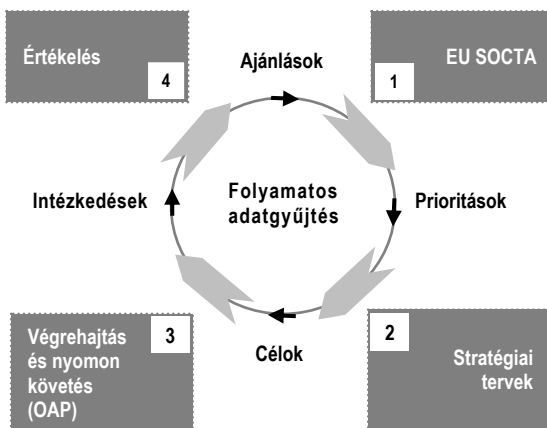 Értékelés
4
Ajánlások
EU SOCTA
1
Intézkedések
Folyamatos
adatgyűjtés
Prioritások
Végrehajtás
és nyomon
követés
(OAP)
3
Célok
2
Stratégiai
tervek